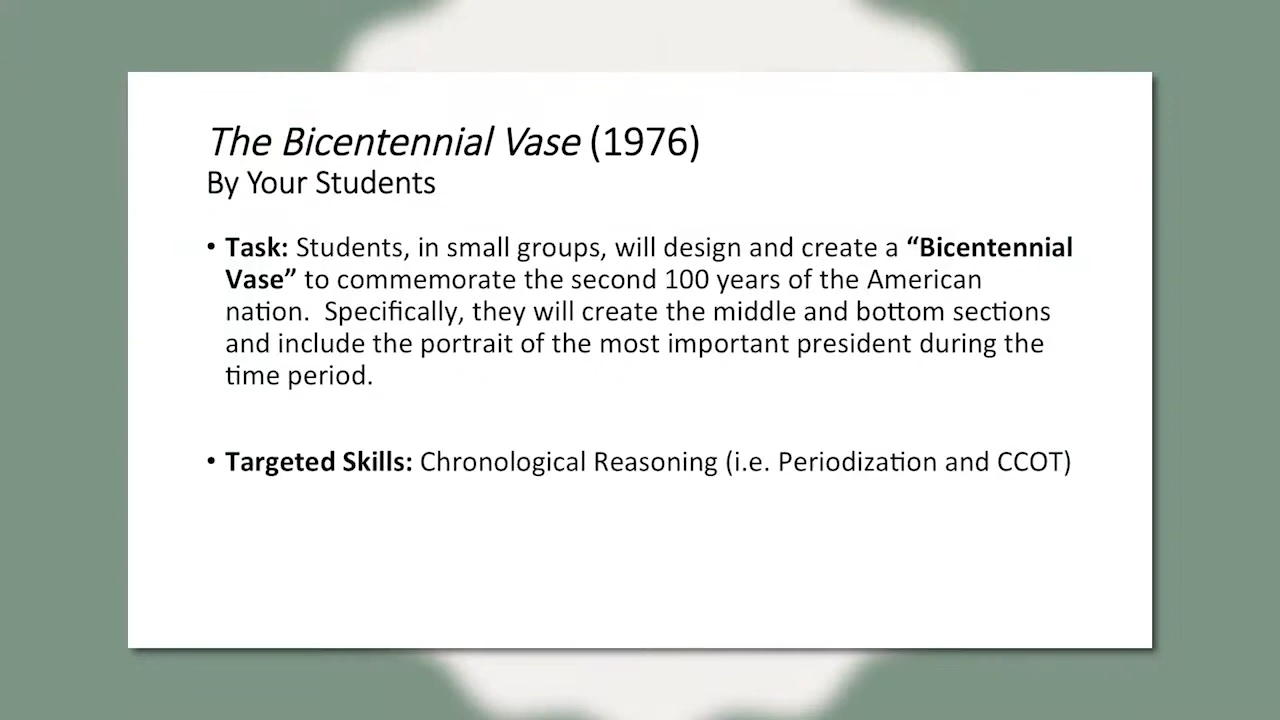 The Bicentennial Vase (1976)
By Your Students
• Task: Students, in small groups, will design and create a “Bicentennial
Vase” to commemorate the second 100 years of the American
nation.  Specifically, they will create the middle and bottom sections
and include the portrait of the most important president during the
time period.
• Targeted Skills: Chronological Reasoning (i.e. Periodization and CCOT)